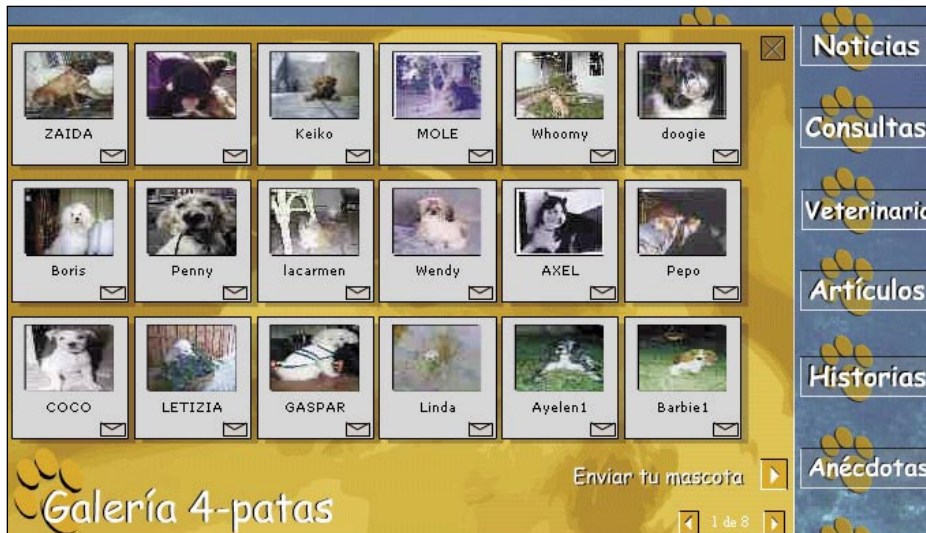 ZAIDA
Keiko
MOLE
Whoomy
doogie
Boris
Penny
lacarmen
Wendy
AXEL
Pepo
COCO
LETIZIA
GASPAR
Linda
Ayelen1
Barbie1
Enviar tu mascota
Galería 4-patas
1 de 8
Noticias
Consultas
Veterinario
Artículos
Historias
Anécdotas